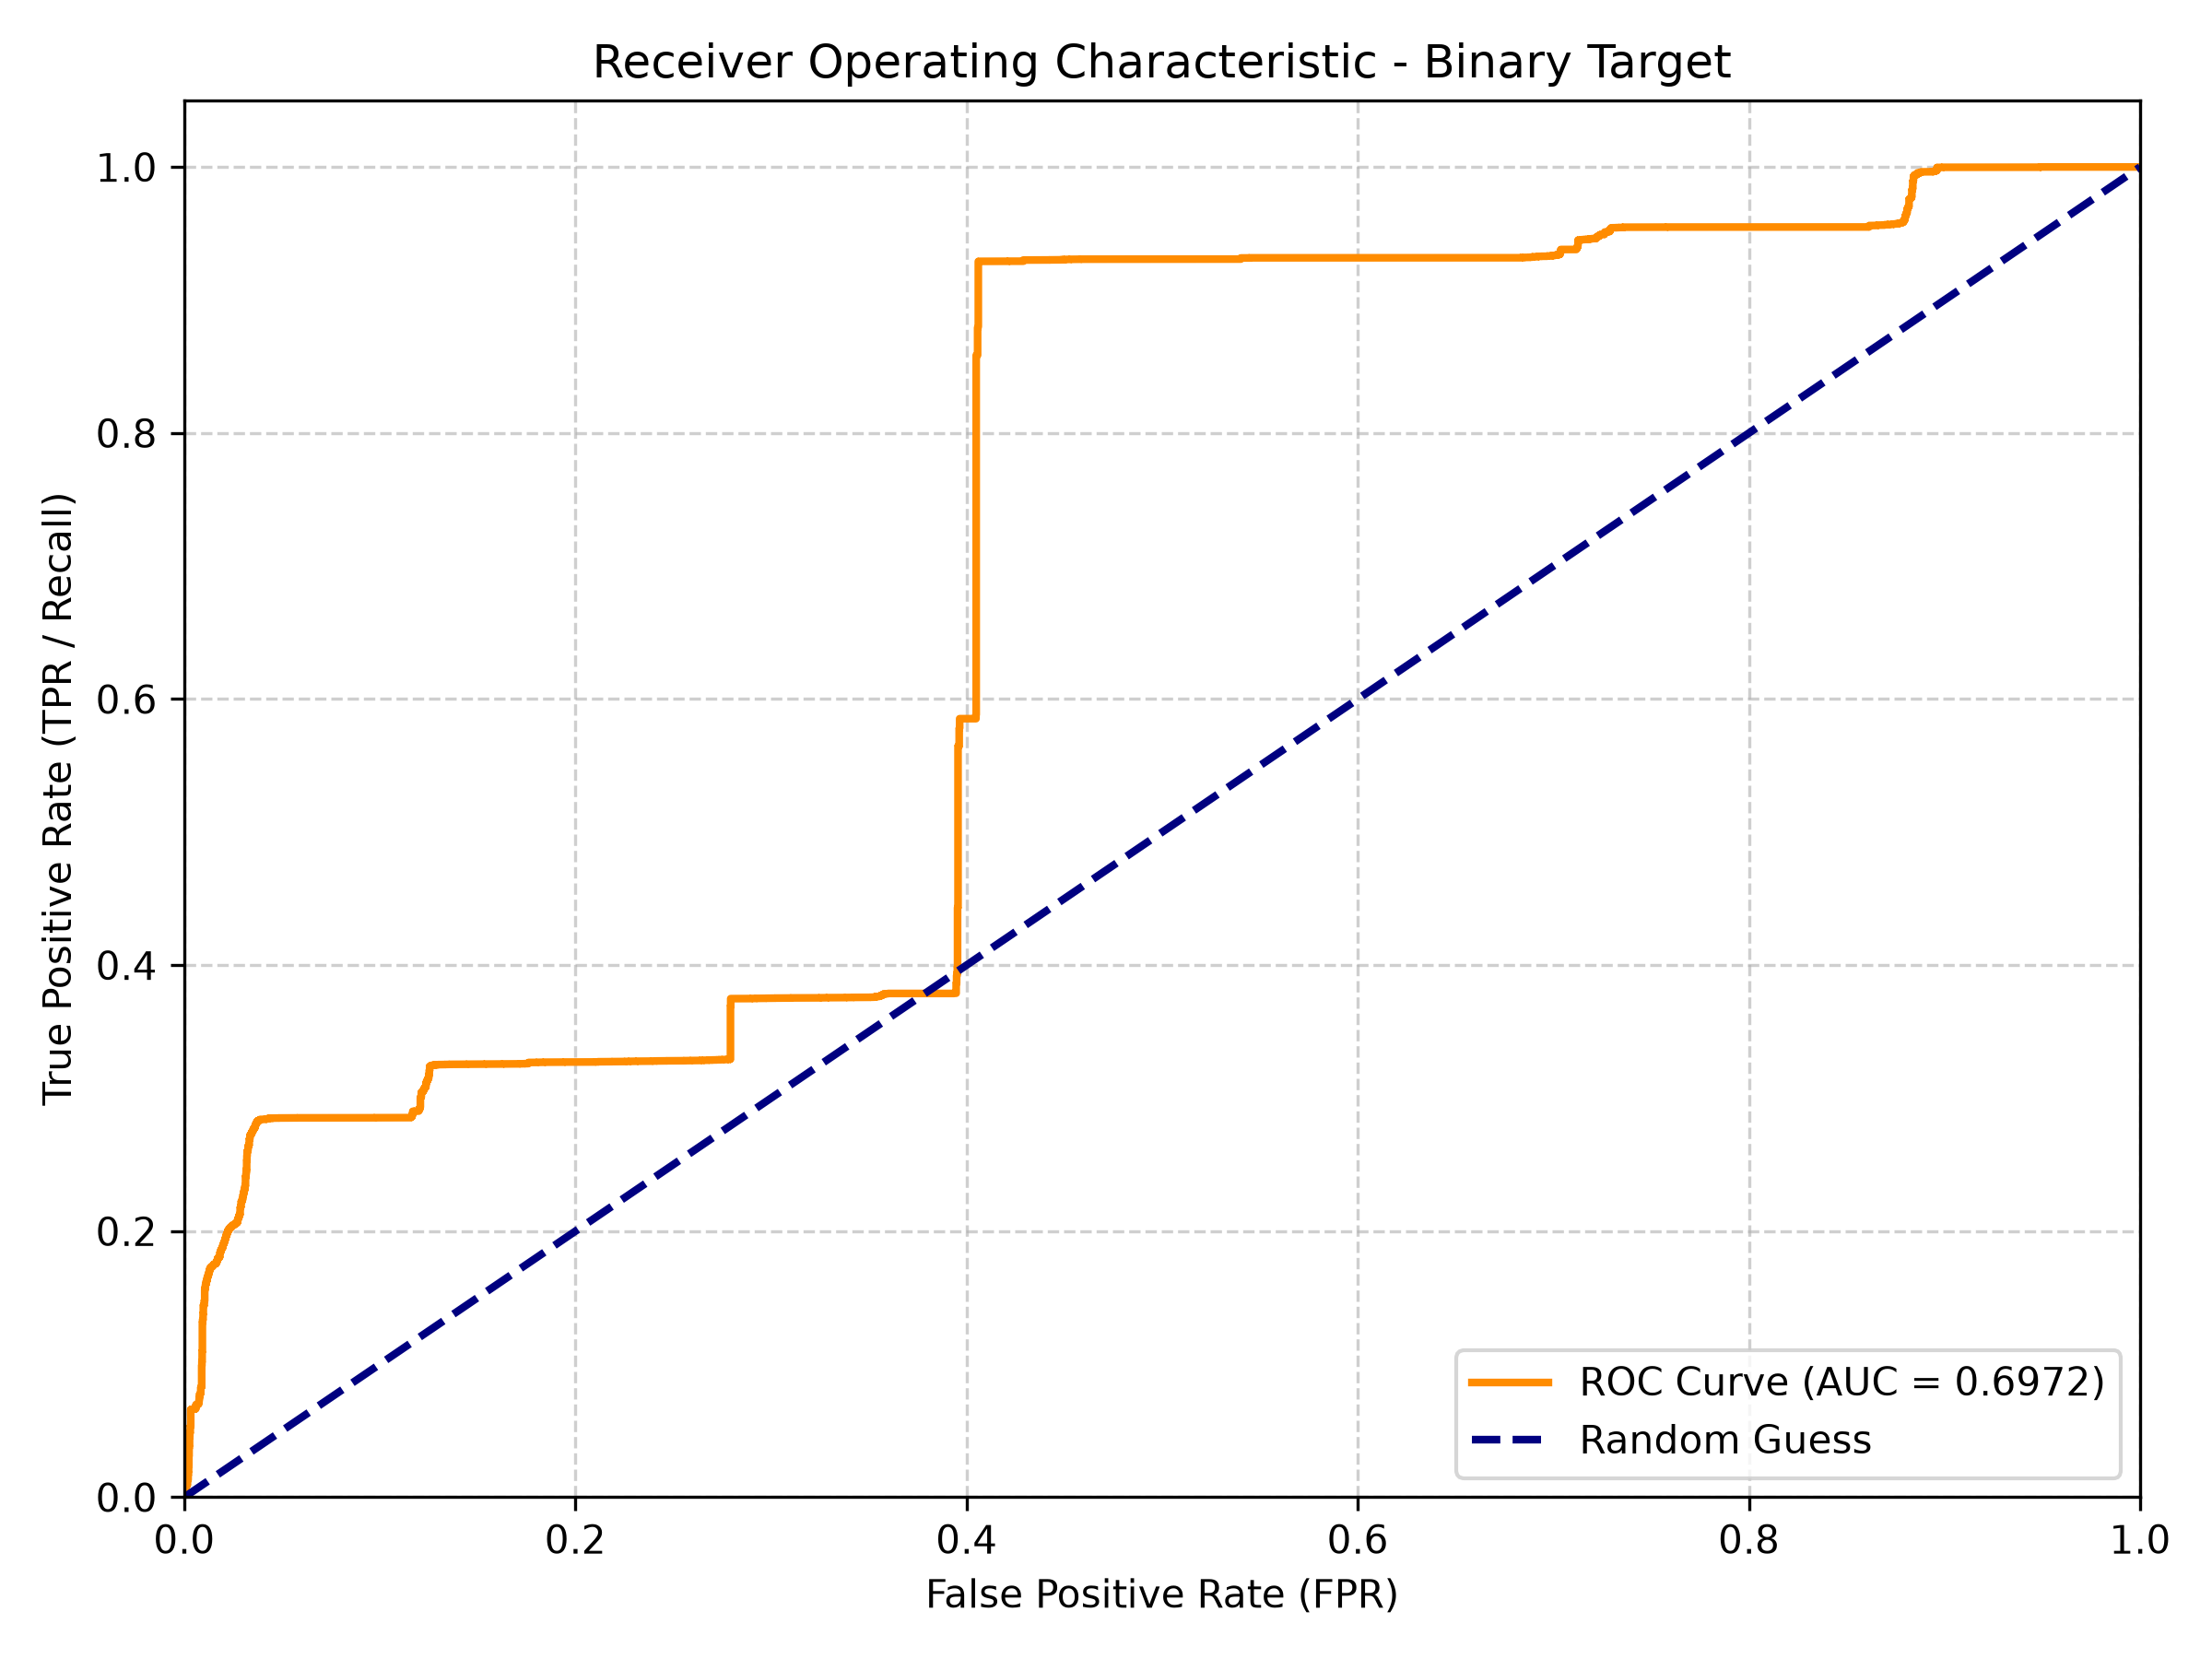 Receiver Operating Characteristic - Binary Target
True Positive Rate (TPR / Recall)
1.0
0.8
0.6
0.4
0.2
0.0
0.0 0.2 0.4 0.6 0.8 1.0
False Positive Rate (FPR)
ROC Curve (AUC = 0.6972)
Random Guess